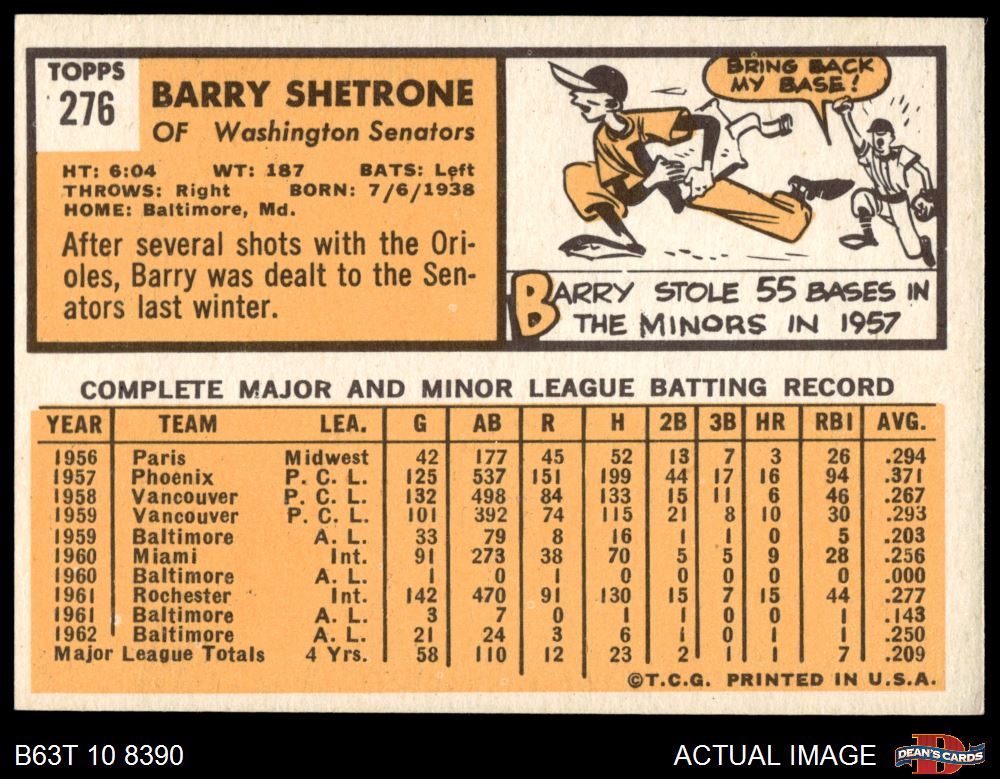 TOPPS
276
BARRY SHETRONE
OF Washington Senators
HT: 6:04 WT: 187 BATS: Left
THROWS: Right BORN: 7/6/1938
HOME: Baltimore, Md.
After several shots with the Ori-
oles, Barry was dealt to the Sen-
ators last winter.
BRING BACK
MY BASE!
BARRY STOLE 55 BASES IN
THE MINORS IN 1957
COMPLETE MAJOR AND MINOR LEAGUE BATTING RECORD
YEAR TEAM LEA. G AB R H 2B 3B HR RBI AVG.
1956 Paris Midwest 42 177 45 52 13 7 3 26 .294
1957 Phoenix P. C. L. 125 537 151 199 44 17 16 94 .371
1958 Vancouver P. C. L. 132 498 84 133 15 11 6 46 .267
1959 Vancouver P. C. L. 101 392 74 115 21 8 10 30 .293
1959 Baltimore A. L. 33 79 8 16 1 1 0 5 .203
1960 Miami Int. 91 273 38 70 5 5 9 28 .256
1960 Baltimore A. L. 1 0 1 0 0 0 0 0 .000
1961 Rochester Int. 142 470 91 130 15 7 15 44 .277
1961 Baltimore A. L. 3 7 0 1 1 0 0 1 .143
1962 Baltimore A. L. 21 24 3 6 1 0 1 1 .250
Major League Totals 4 Yrs. 58 110 12 23 2 1 1 7 .209
©T.C.G. PRINTED IN U.S.A.
B63T 10 8390 ACTUAL IMAGE DEAN'S CARDS